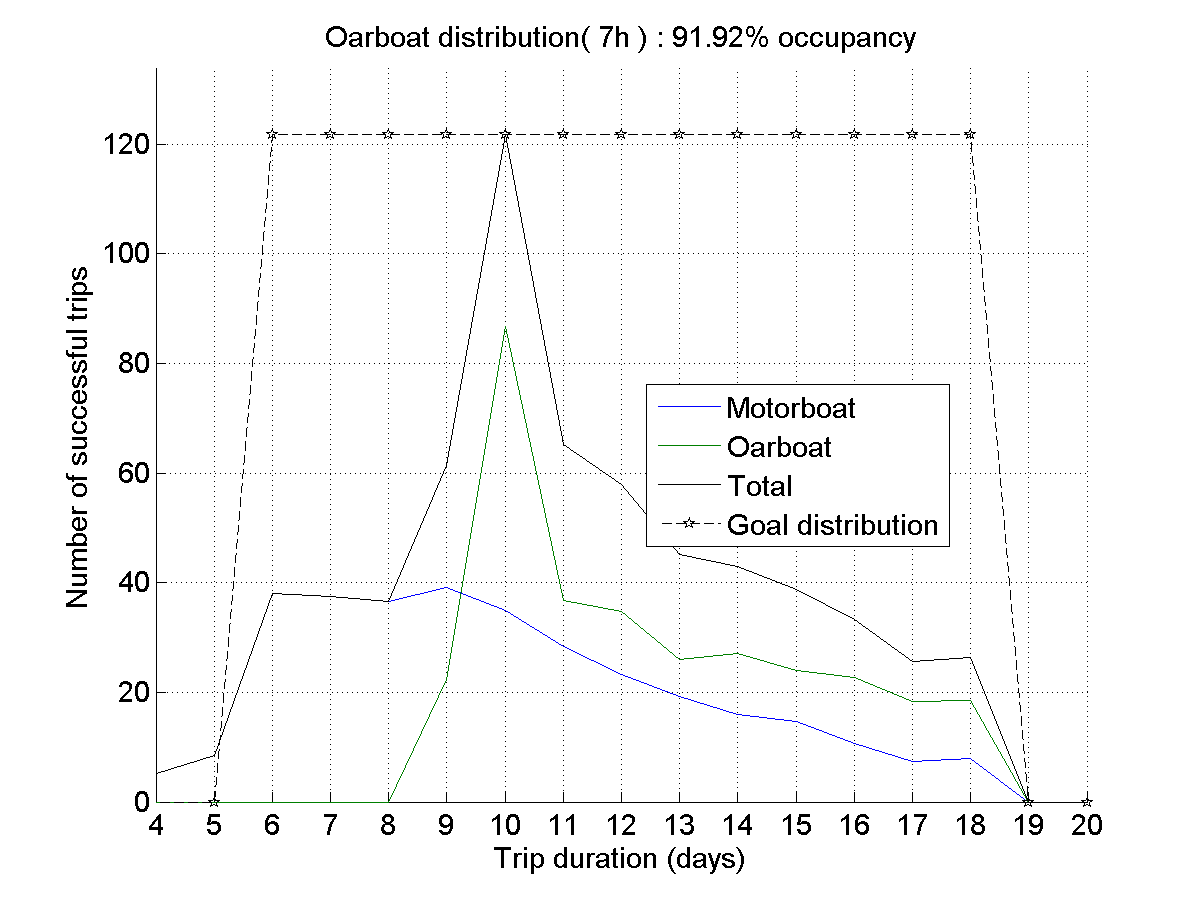 Oarboat distribution( 7h ) : 91.92% occupancy
Number of successful trips
120
100
80
60
40
20
0
Motorboat
Oarboat
Total
Goal distribution
4 5 6 7 8 9 10 11 12 13 14 15 16 17 18 19 20
Trip duration (days)